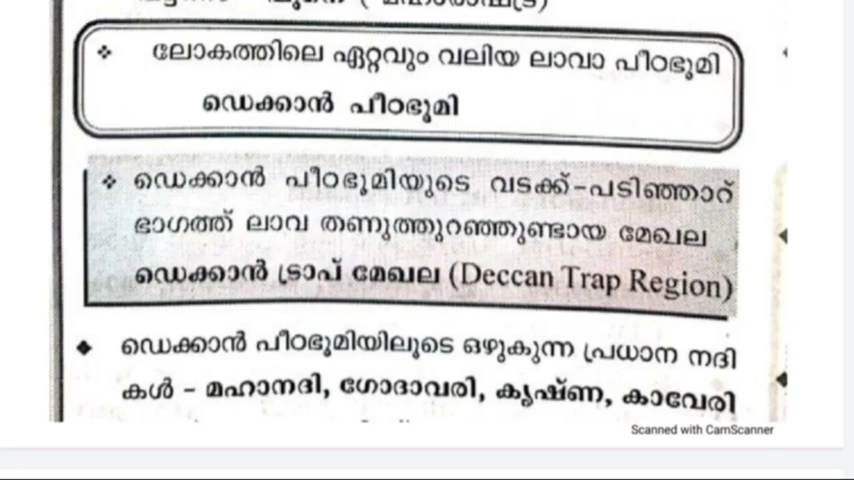 ❖ ലോകത്തിലെ ഏറ്റവും വലിയ ലാവാ പീഠഭൂമി
ഡെക്കാൻ പീഠഭൂമി
❖ ഡെക്കാൻ പീഠഭൂമിയുടെ വടക്ക്-പടിഞ്ഞാറ്
ഭാഗത്ത് ലാവ തണുത്തുറഞ്ഞുണ്ടായ മേഖല
ഡെക്കാൻ ട്രാപ് മേഖല (Deccan Trap Region)
◆ ഡെക്കാൻ പീഠഭൂമിയിലൂടെ ഒഴുകുന്ന പ്രധാന നദി
കൾ - മഹാനദി, ഗോദാവരി, കൃഷ്ണ, കാവേരി
Scanned with CamScanner